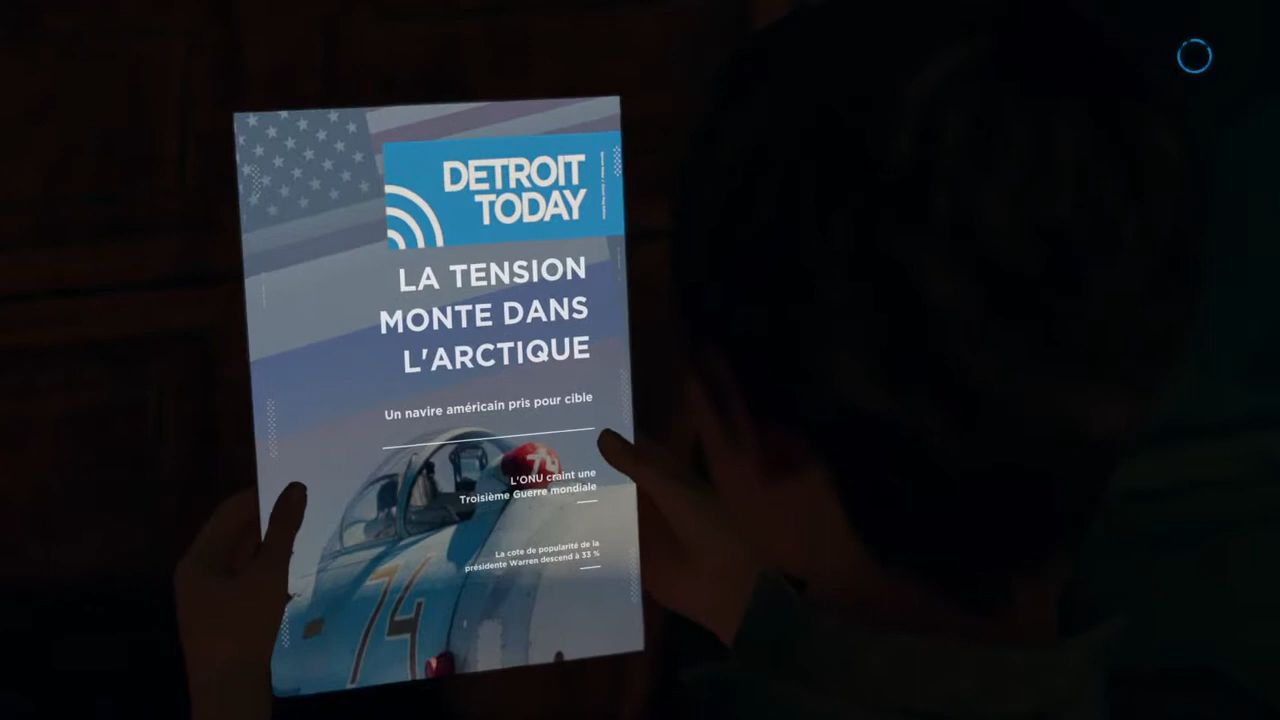 DETROIT
TODAY
LA TENSION
MONTE DANS
L'ARCTIQUE
Un navire américain pris pour cible
74
L'ONU craint une
Troisième Guerre mondiale
La cote de popularité de la
présidente Warren descend à 33 %
74